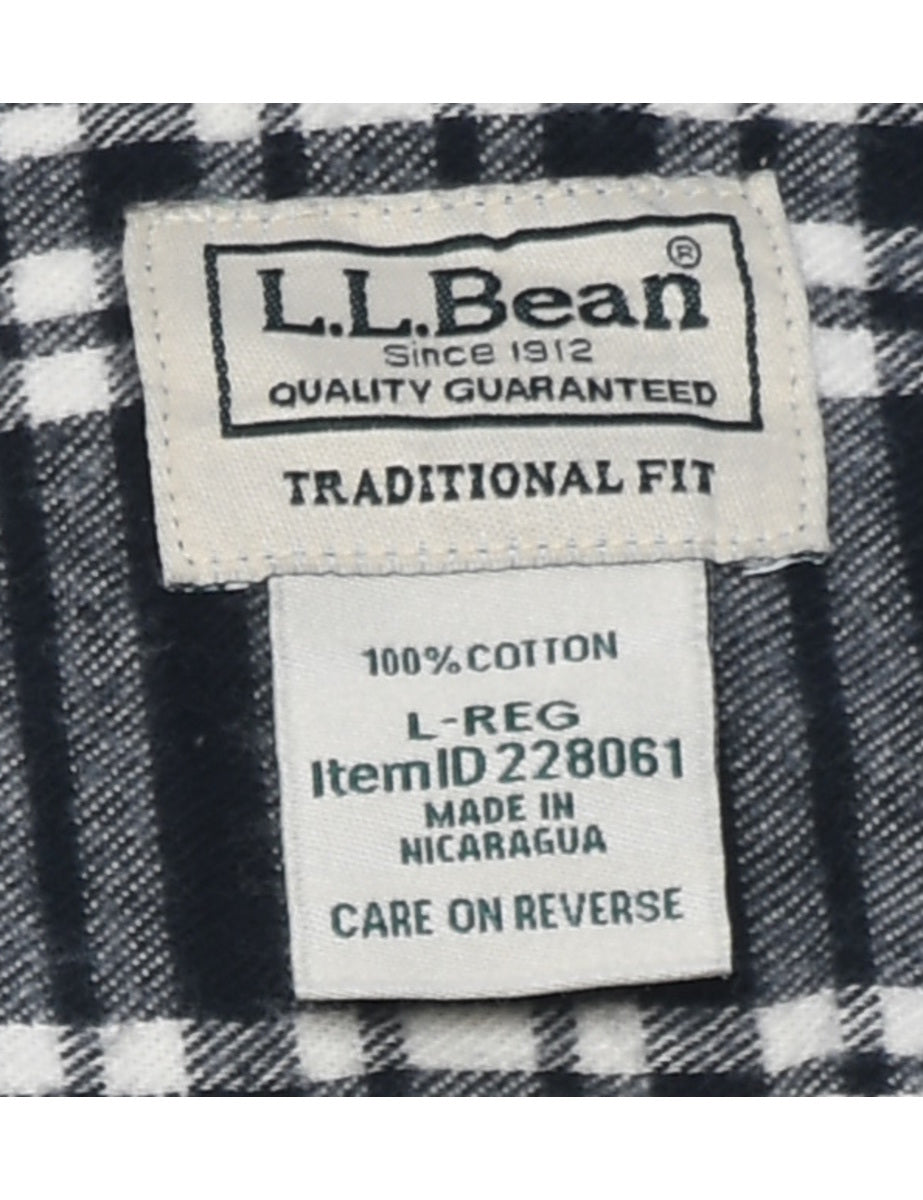 L.L.Bean®
Since 1912
QUALITY GUARANTEED
TRADITIONAL FIT
100% COTTON
L-REG
ItemID 228061
MADE IN
NICARAGUA
CARE ON REVERSE